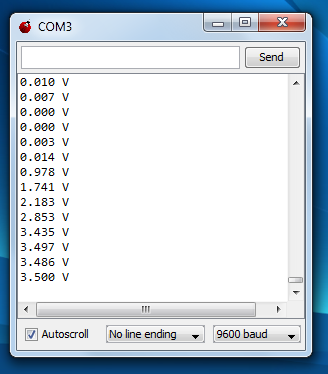 COM3
Send
0.010 V
0.007 V
0.000 V
0.000 V
0.003 V
0.014 V
0.978 V
1.741 V
2.183 V
2.853 V
3.435 V
3.497 V
3.486 V
3.500 V
Autoscroll No line ending 9600 baud